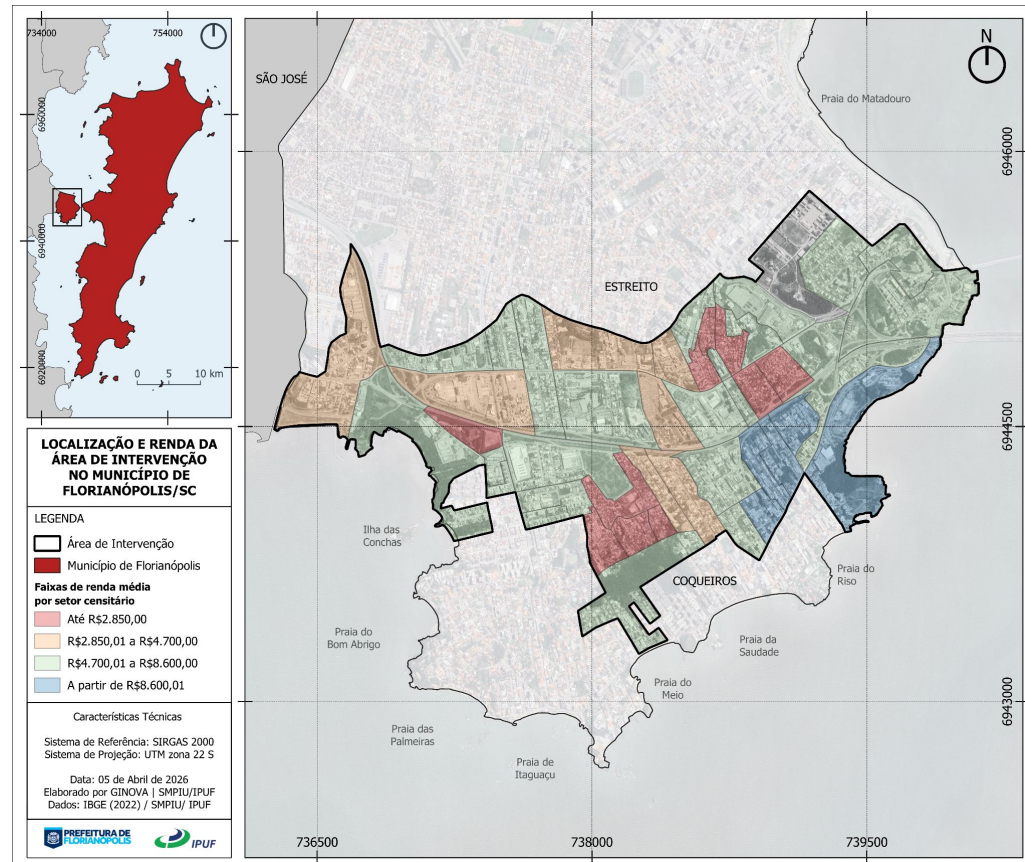 734000
754000
6960000
6940000
6920000
0 5 10 km
LOCALIZAÇÃO E RENDA DA
ÁREA DE INTERVENÇÃO
NO MUNICÍPIO DE
FLORIANÓPOLIS/SC
LEGENDA
Área de Intervenção
Município de Florianópolis
Faixas de renda média
por setor censitário
Até R$2.850,00
R$2.850,01 a R$4.700,00
R$4.700,01 a R$8.600,00
A partir de R$8.600,01
Características Técnicas
Sistema de Referência: SIRGAS 2000
Sistema de Projeção: UTM zona 22 S
Data: 05 de Abril de 2026
Elaborado por GINOVA | SMPIU/IPUF
Dados: IBGE (2022) / SMPIU/ IPUF
PREFEITURA DE
FLORIANÓPOLIS
IPUF
N
SÃO JOSÉ
Praia do Matadouro
6946000
ESTREITO
6944500
Ilha das
Conchas
COQUEIROS
Praia do
Riso
Praia do
Bom Abrigo
Praia da
Saudade
Praia do
Meio
6943000
Praia das
Palmeiras
Praia de
Itaguaçu
736500
738000
739500